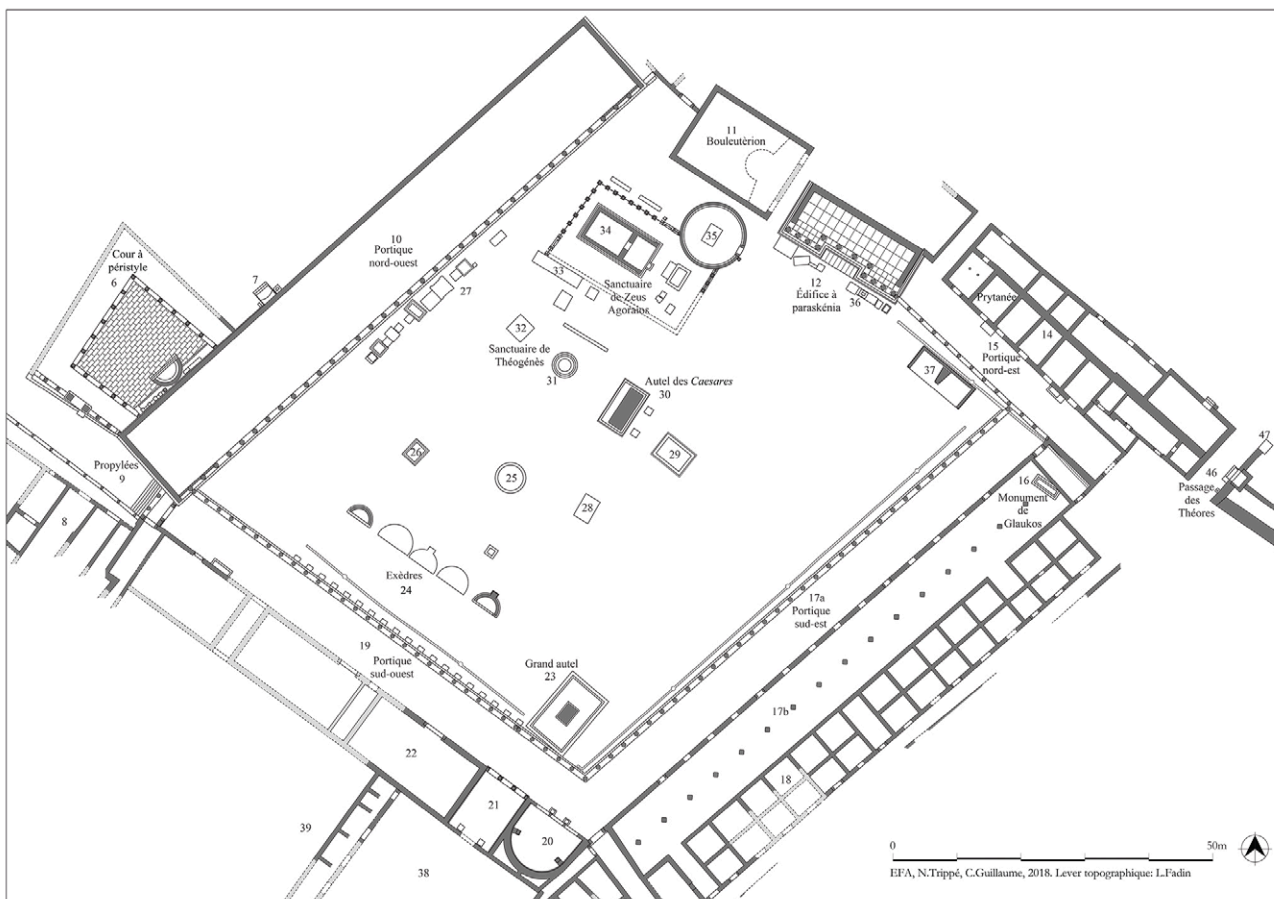 11
Bouleutèrion
10
Portique
nord-ouest
Cour à
péristyle
6
7
27
34
35
33
Sanctuaire
de Zeus
Agoraios
12
Édifice à
paraskénia
36
Prytanée
14
15
Portique
nord-est
32
Sanctuaire de
Théogénès
31
Autel des Caesares
30
37
29
47
46
Passage
des
Théores
16
Monument
de
Glaukos
26
25
28
Propylées
9
8
Exèdres
24
17a
Portique
sud-est
19
Portique
sud-ouest
Grand autel
23
17b
22
18
21
20
39
38
0 50m
EFA, N.Trippé, C.Guillaume, 2018. Lever topographique: L.Fadin